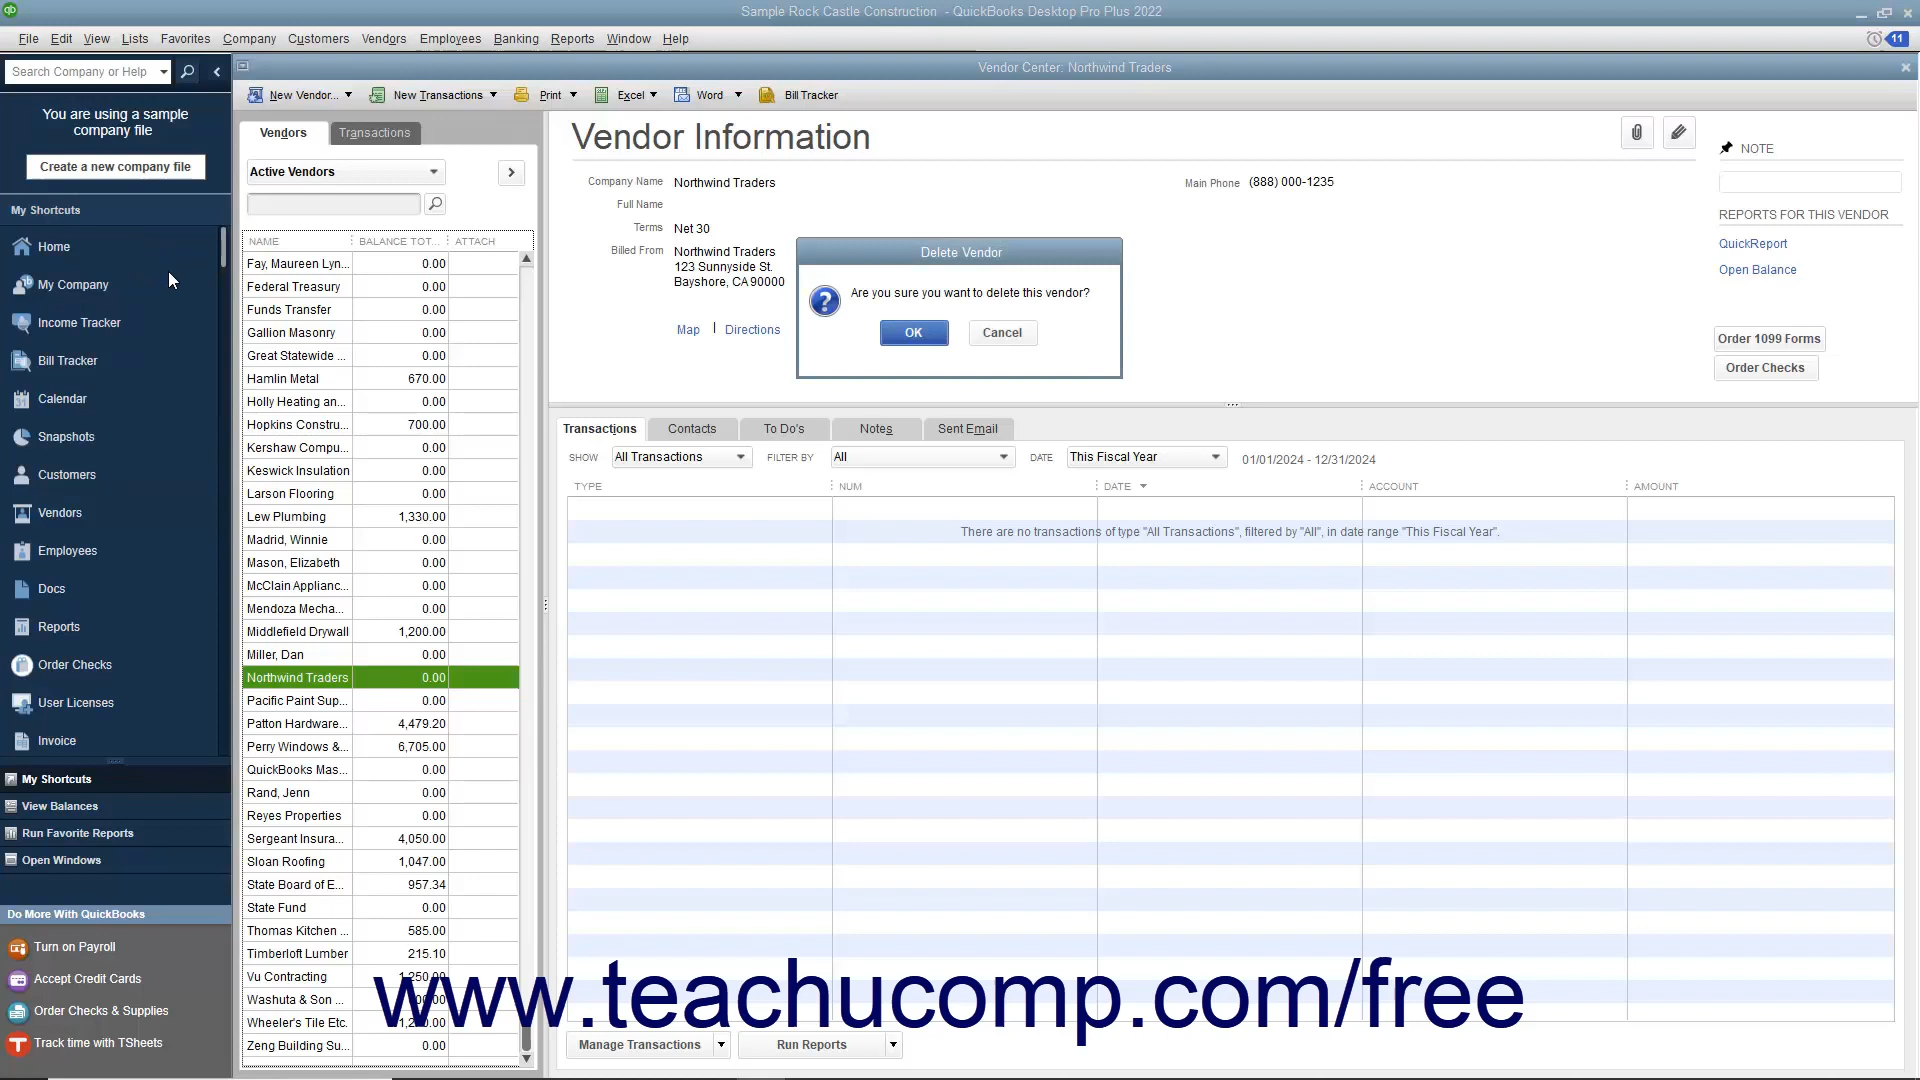 Sample Rock Castle Construction - QuickBooks Desktop Pro Plus 2022
File Edit View Lists Favorites Company Customers Vendors Employees Banking Reports Window Help
11
Search Company or Help
Vendor Center: Northwind Traders
New Vendor... New Transactions Print Excel Word Bill Tracker
You are using a sample
company file
Create a new company file
My Shortcuts
Home
My Company
Income Tracker
Bill Tracker
Calendar
Snapshots
Customers
Vendors
Employees
Docs
Reports
Order Checks
User Licenses
Invoice
My Shortcuts
View Balances
Run Favorite Reports
Open Windows
Do More With QuickBooks
Turn on Payroll
Accept Credit Cards
Order Checks & Supplies
Track time with TSheets
Vendors Transactions
Active Vendors
NAME BALANCE TOT... ATTACH
Fay, Maureen Lyn... 0.00
Federal Treasury 0.00
Funds Transfer 0.00
Gallion Masonry 0.00
Great Statewide ... 0.00
Hamlin Metal 670.00
Holly Heating an... 0.00
Hopkins Constru... 700.00
Kershaw Compu... 0.00
Keswick Insulation 0.00
Larson Flooring 0.00
Lew Plumbing 1,330.00
Madrid, Winnie 0.00
Mason, Elizabeth 0.00
McClain Applianc... 0.00
Mendoza Mecha... 0.00
Middlefield Drywall 1,200.00
Miller, Dan 0.00
Northwind Traders 0.00
Pacific Paint Sup... 0.00
Patton Hardware... 4,479.20
Perry Windows &... 6,705.00
QuickBooks Mas... 0.00
Rand, Jenn 0.00
Reyes Properties 0.00
Sergeant Insura... 4,050.00
Sloan Roofing 1,047.00
State Board of E... 957.34
State Fund 0.00
Thomas Kitchen ... 585.00
Timberloft Lumber 215.10
Vu Contracting 1,250.00
Washuta & Son ...
Wheeler's Tile Etc.
Zeng Building Su... 0.00
Vendor Information
Company Name Northwind Traders
Full Name
Terms Net 30
Billed From Northwind Traders
123 Sunnyside St.
Bayshore, CA 90000
Map | Directions
Main Phone (888) 000-1235
NOTE
REPORTS FOR THIS VENDOR
QuickReport
Open Balance
Order 1099 Forms
Order Checks
Delete Vendor
Are you sure you want to delete this vendor?
OK Cancel
Transactions Contacts To Do's Notes Sent Email
SHOW All Transactions FILTER BY All DATE This Fiscal Year 01/01/2024 - 12/31/2024
TYPE NUM DATE ACCOUNT AMOUNT
There are no transactions of type "All Transactions", filtered by "All", in date range "This Fiscal Year".
www.teachucomp.com/free
Manage Transactions Run Reports